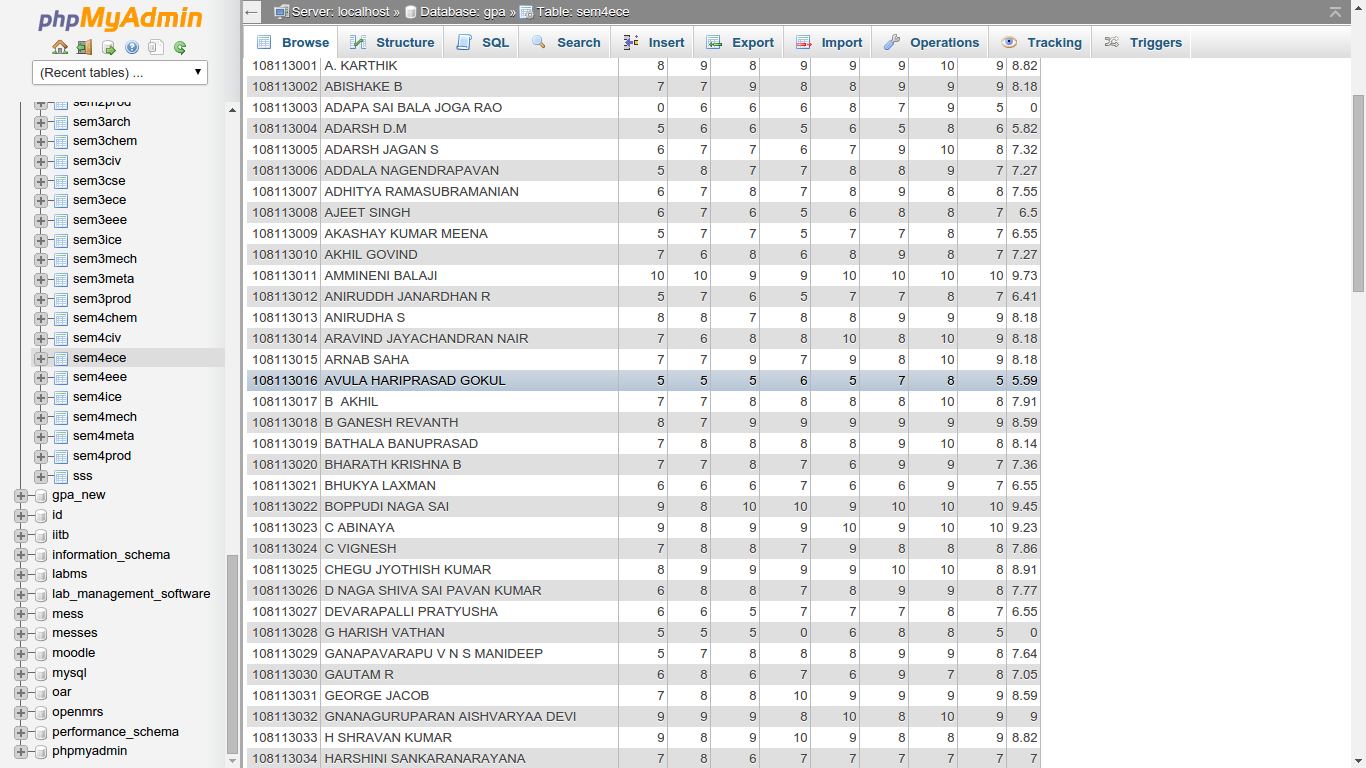 phpMyAdmin
(Recent tables) ...
sem2prod
sem3arch
sem3chem
sem3civ
sem3cse
sem3ece
sem3eee
sem3ice
sem3mech
sem3meta
sem3prod
sem4chem
sem4civ
sem4ece
sem4eee
sem4ice
sem4mech
sem4meta
sem4prod
sss
gpa_new
id
iitb
information_schema
labms
lab_management_software
mess
messes
moodle
mysql
oar
openmrs
performance_schema
phpmyadmin
Server: localhost » Database: gpa » Table: sem4ece
Browse Structure SQL Search Insert Export Import Operations Tracking Triggers
108113001 A. KARTHIK 8 9 8 9 9 9 10 9 8.82
108113002 ABISHAKE B 7 7 9 8 8 9 9 9 8.18
108113003 ADAPA SAI BALA JOGA RAO 0 6 6 6 8 7 9 5 0
108113004 ADARSH D.M 5 6 6 5 6 5 8 6 5.82
108113005 ADARSH JAGAN S 6 7 7 6 7 9 10 8 7.32
108113006 ADDALA NAGENDRAPAVAN 5 8 7 7 8 8 9 7 7.27
108113007 ADHITYA RAMASUBRAMANIAN 6 7 8 7 8 9 8 8 7.55
108113008 AJEET SINGH 6 7 6 5 6 8 8 7 6.5
108113009 AKASHAY KUMAR MEENA 5 7 7 5 7 7 8 7 6.55
108113010 AKHIL GOVIND 7 6 8 6 8 9 8 7 7.27
108113011 AMMINENI BALAJI 10 10 9 9 10 10 10 10 9.73
108113012 ANIRUDDH JANARDHAN R 5 7 6 5 7 7 8 7 6.41
108113013 ANIRUDHA S 8 8 7 8 8 9 9 9 8.18
108113014 ARAVIND JAYACHANDRAN NAIR 7 6 8 8 10 8 10 9 8.18
108113015 ARNAB SAHA 7 7 9 7 9 8 10 9 8.18
108113016 AVULA HARIPRASAD GOKUL 5 5 5 6 5 7 8 5 5.59
108113017 B AKHIL 7 7 8 8 8 8 10 8 7.91
108113018 B GANESH REVANTH 8 7 9 9 9 9 9 9 8.59
108113019 BATHALA BANUPRASAD 7 8 8 8 8 9 10 8 8.14
108113020 BHARATH KRISHNA B 7 7 8 7 6 9 9 7 7.36
108113021 BHUKYA LAXMAN 6 6 6 7 6 6 9 7 6.55
108113022 BOPPUDI NAGA SAI 9 8 10 10 9 10 10 10 9.45
108113023 C ABINAYA 9 8 9 9 10 9 10 10 9.23
108113024 C VIGNESH 7 8 8 7 9 8 8 8 7.86
108113025 CHEGU JYOTHISH KUMAR 8 9 9 9 9 10 10 8 8.91
108113026 D NAGA SHIVA SAI PAVAN KUMAR 6 8 8 7 8 9 9 8 7.77
108113027 DEVARAPALLI PRATYUSHA 6 6 5 7 7 7 8 7 6.55
108113028 G HARISH VATHAN 5 5 5 0 6 8 8 5 0
108113029 GANAPAVARAPU V N S MANIDEEP 5 7 8 8 8 9 9 8 7.64
108113030 GAUTAM R 6 8 6 7 6 9 7 8 7.05
108113031 GEORGE JACOB 7 8 8 10 9 9 9 9 8.59
108113032 GNANAGURUPARAN AISHVARYAA DEVI 9 9 9 8 10 8 10 9 9
108113033 H SHRAVAN KUMAR 9 8 9 10 9 8 8 9 8.82
108113034 HARSHINI SANKARANARAYANA 7 8 6 7 7 7 7 7 7